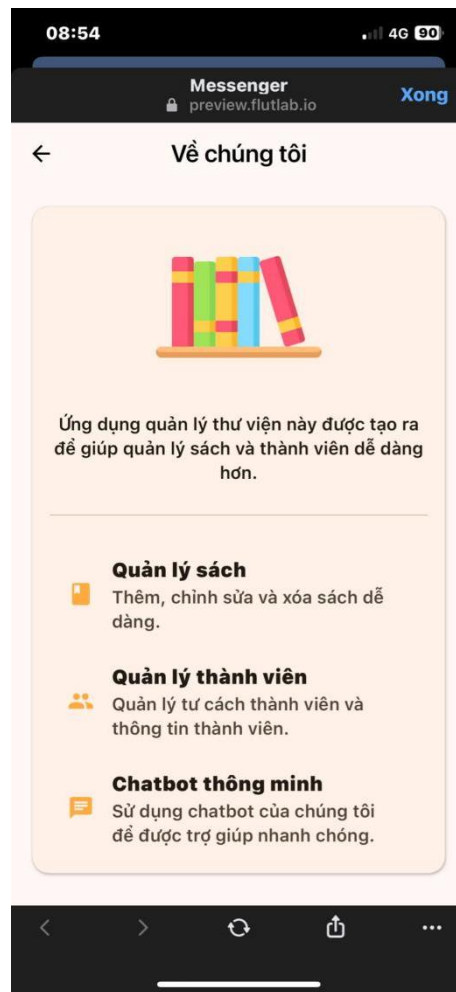 08:54
4G 90
Messenger
preview.flutlab.io
Xong
Về chúng tôi
Ứng dụng quản lý thư viện này được tạo ra
để giúp quản lý sách và thành viên dễ dàng
hơn.
Quản lý sách
Thêm, chỉnh sửa và xóa sách dễ
dàng.
Quản lý thành viên
Quản lý tư cách thành viên và
thông tin thành viên.
Chatbot thông minh
Sử dụng chatbot của chúng tôi
để được trợ giúp nhanh chóng.